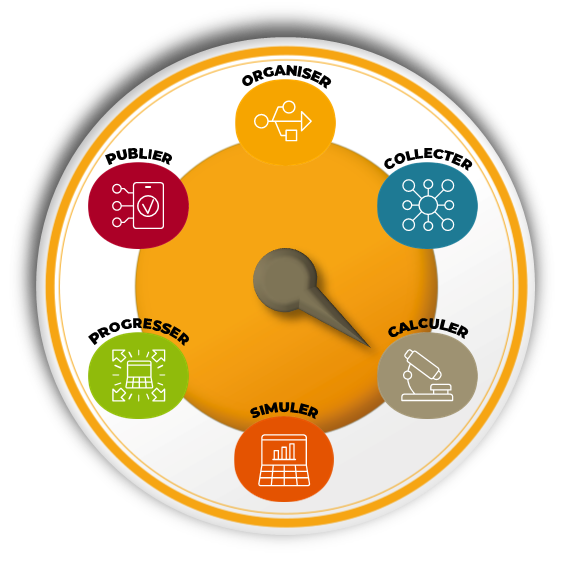 ORGANISER
PUBLIER
COLLECTER
PROGRESSER
CALCULER
SIMULER